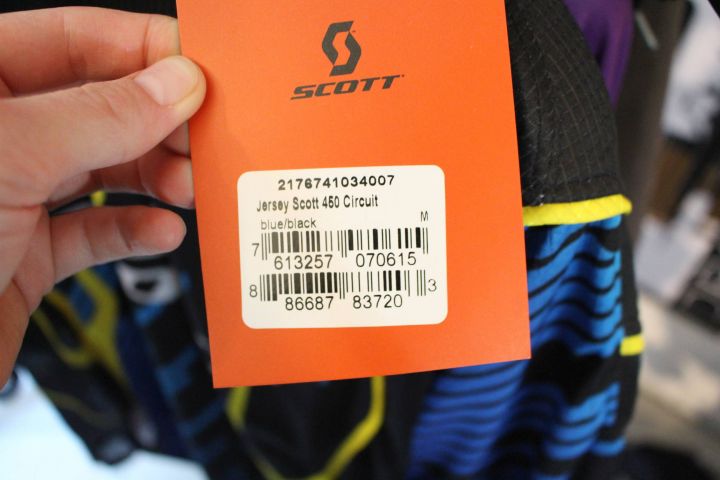 SCOTT
2176741034007
Jersey Scott 450 Circuit
blue/black M
7 613257 070615
8 86687 83720 3